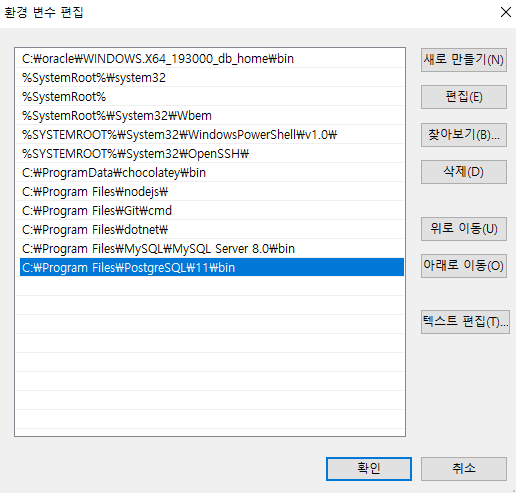 환경 변수 편집
C:₩oracle₩WINDOWS.X64_193000_db_home₩bin
%SystemRoot%₩system32
%SystemRoot%
%SystemRoot%₩System32₩Wbem
%SYSTEMROOT%₩System32₩WindowsPowerShell₩v1.0₩
%SYSTEMROOT%₩System32₩OpenSSH₩
C:₩ProgramData₩chocolatey₩bin
C:₩Program Files₩nodejs₩
C:₩Program Files₩Git₩cmd
C:₩Program Files₩dotnet₩
C:₩Program Files₩MySQL₩MySQL Server 8.0₩bin
C:₩Program Files₩PostgreSQL₩11₩bin
새로 만들기(N)
편집(E)
찾아보기(B)...
삭제(D)
위로 이동(U)
아래로 이동(O)
텍스트 편집(T)...
확인
취소